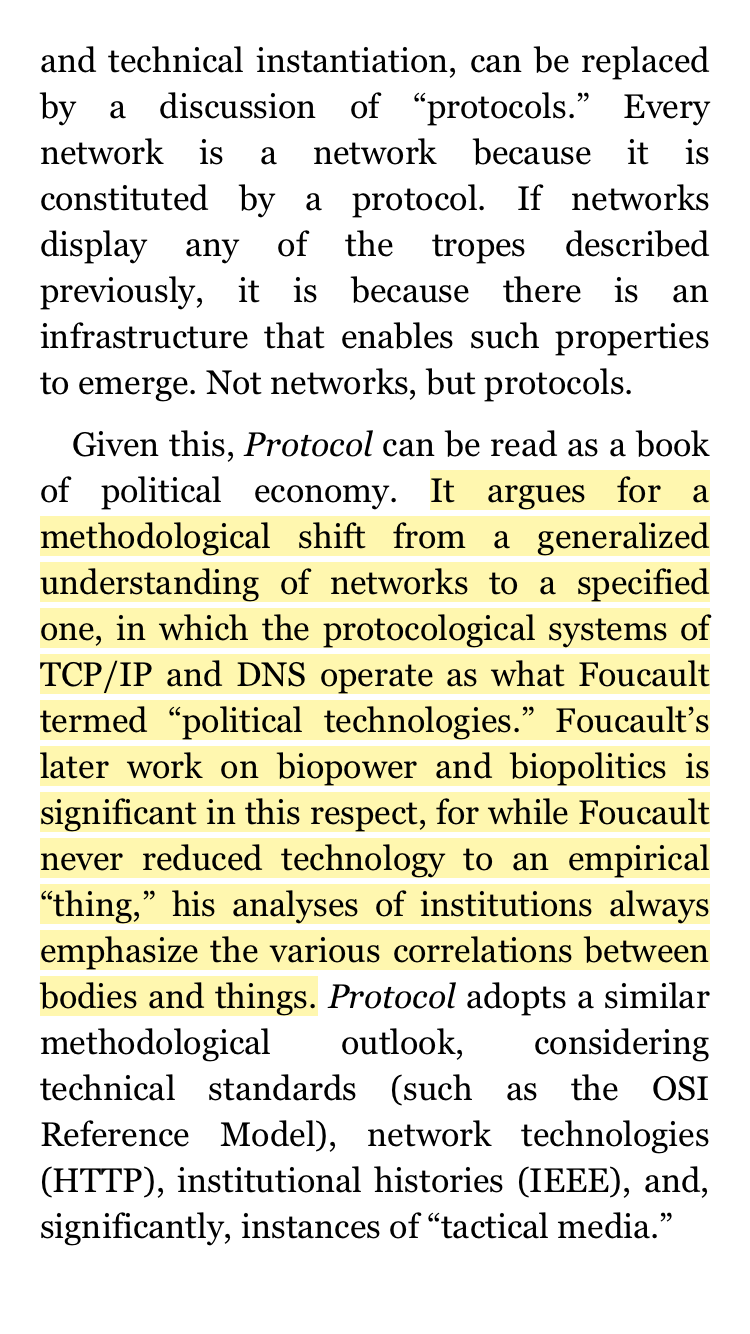 and technical instantiation, can be replaced
by a discussion of “protocols.” Every
network is a network because it is
constituted by a protocol. If networks
display any of the tropes described
previously, it is because there is an
infrastructure that enables such properties
to emerge. Not networks, but protocols.
Given this, Protocol can be read as a book
of political economy. It argues for a
methodological shift from a generalized
understanding of networks to a specified
one, in which the protocological systems of
TCP/IP and DNS operate as what Foucault
termed “political technologies.” Foucault’s
later work on biopower and biopolitics is
significant in this respect, for while Foucault
never reduced technology to an empirical
“thing,” his analyses of institutions always
emphasize the various correlations between
bodies and things. Protocol adopts a similar
methodological outlook, considering
technical standards (such as the OSI
Reference Model), network technologies
(HTTP), institutional histories (IEEE), and,
significantly, instances of “tactical media.”